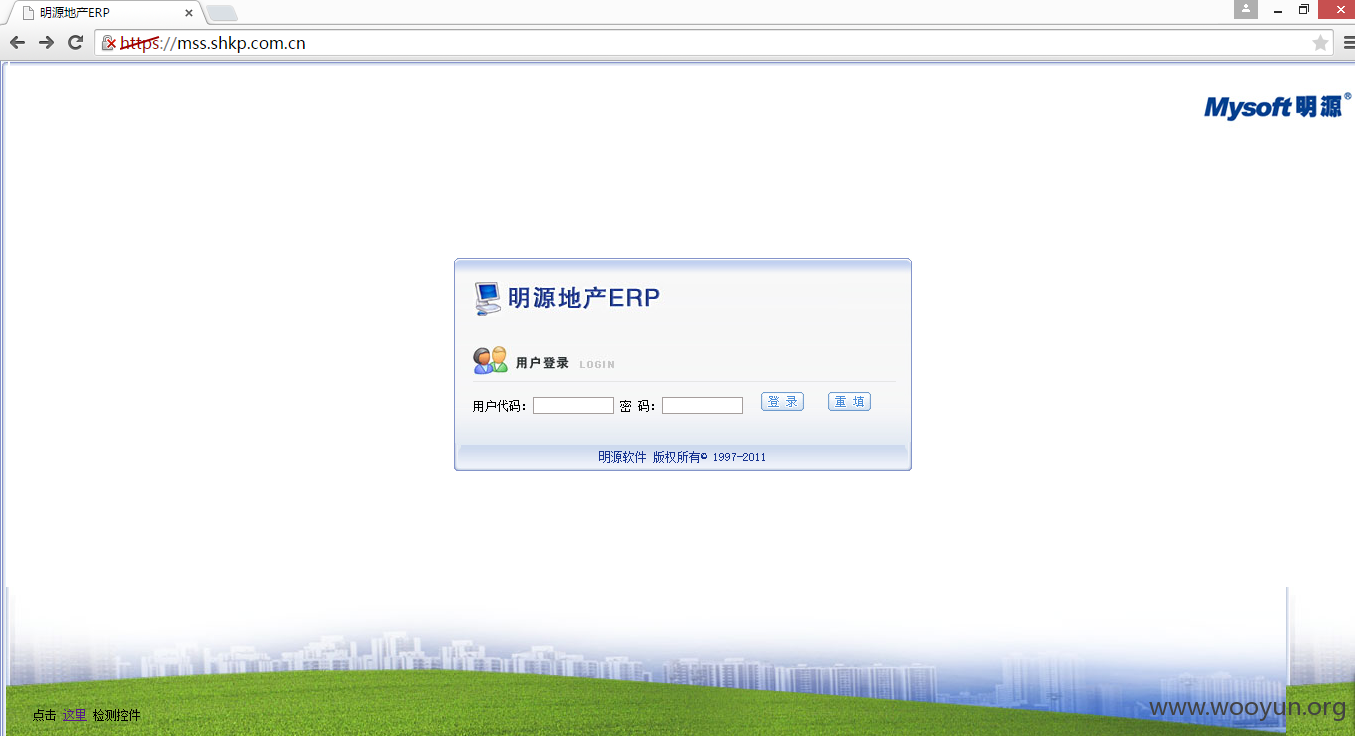 明源地产ERP
https://mss.shkp.com.cn
Mysoft明源®
明源地产ERP
用户登录 LOGIN
用户代码： 密 码： 登 录 重 填
明源软件 版权所有© 1997-2011
点击 这里 检测控件
www.wooyun.org